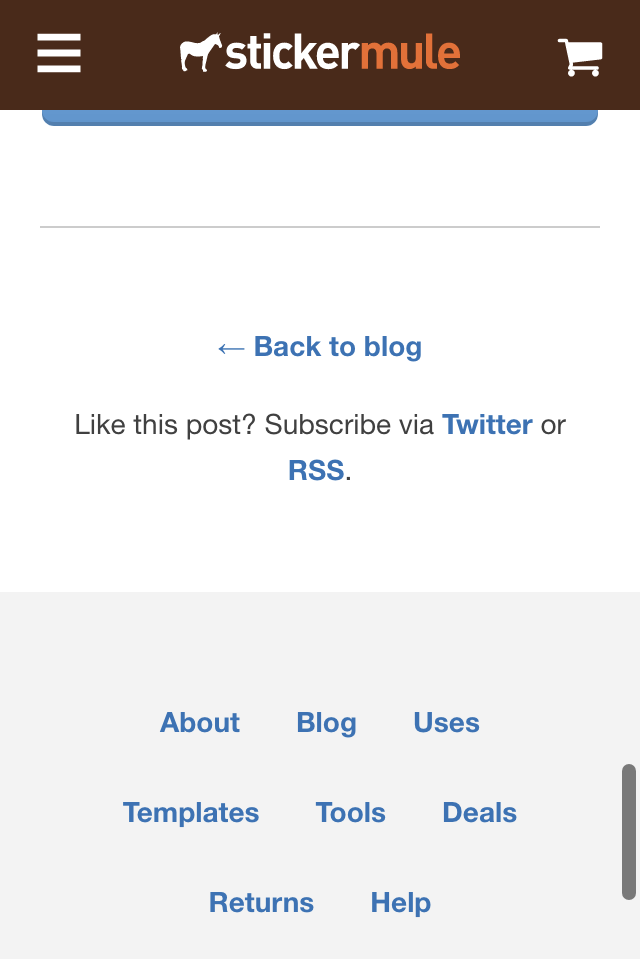 stickermule
← Back to blog
Like this post? Subscribe via Twitter or
RSS.
About Blog Uses
Templates Tools Deals
Returns Help